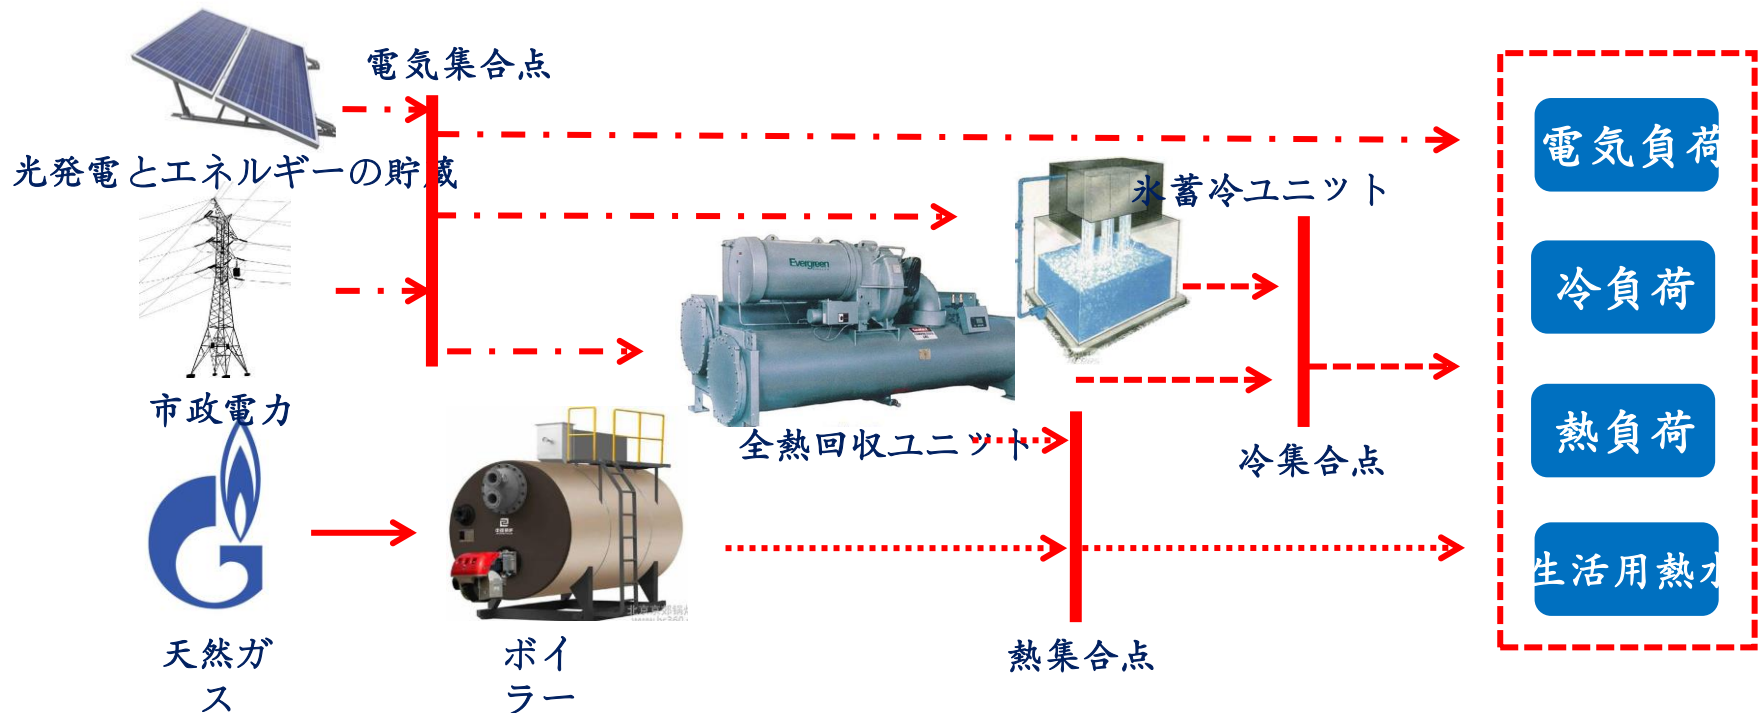 電気集合点
光発電とエネルギーの貯蔵
市政電力
天然ガ
ス
ボイ
ラー
Evergreen
全熱回収ユニット
氷蓄冷ユニット
冷集合点
熱集合点
電気負荷
冷負荷
熱負荷
生活用熱水